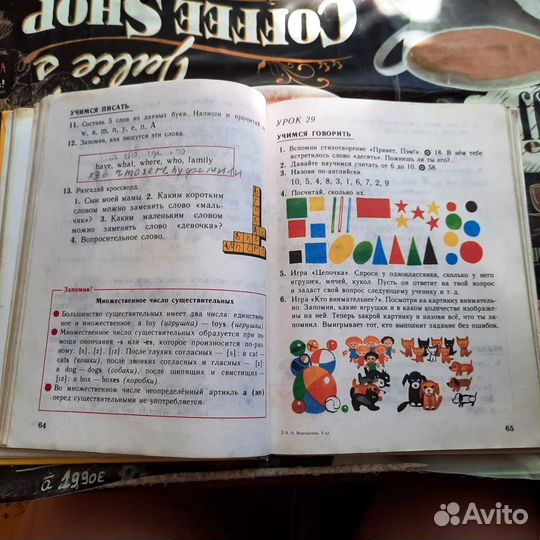 COFFEE SHOP
Julie's
УЧИМСЯ ПИСАТЬ
11. Составь 5 слов из данных букв. Напиши и прочитай их.
w, a, m, n, y, e, n, A
12. Запомни, как пишутся эти слова.
have, what, where, who, family
13. Разгадай кроссворд.
1. Сын моей мамы. 2. Каким коротким
словом можно заменить слово «маль-
чик»? 3. Каким маленьким словом
можно заменить слово «девочка»?
4. Вопросительное слово.
Запомни!
Множественное число существительных
Большинство существительных имеет два числа: единствен-
ное и множественное: a toy (игрушка) — toys (игрушки).
Множественное число существительных образуется при по-
мощи окончания -s или -es, которое произносится по-раз-
ному: [s], [z], [ız]. После глухих согласных — [s]: a cat —
cats (кошки), после звонких согласных и гласных — [z]:
a dog — dogs (собаки), после шипящих и свистящих —
[ız]: a box — boxes (коробки).
Во множественном числе неопределённый артикль a (an)
перед существительными не употребляется.
64
УРОК 29
УЧИМСЯ ГОВОРИТЬ
1. Вспомни стихотворение «Привет, Пэм!». 18. В нём тебе
встретилось слово «десять». Помнишь ли ты его?..
2. Давайте научимся считать от 6 до 10. 58.
3. Назови по-английски.
10, 5, 4, 8, 3, 1, 6, 7, 2, 9
4. Посчитай, сколько их.
5. Игра «Цепочка». Спроси у одноклассника, сколько у него
игрушек, мячей, кукол. Пусть он ответит на твой вопрос
и задаст свой вопрос следующему ученику и т. д.
6. Игра «Кто внимательнее?». Посмотри на картинку вниматель-
но. Запомни, какие игрушки и в каком количестве изображе-
ны на ней. Теперь закрой картинку и назови всё, что ты за-
помнил. Выигрывает тот, кто выполнит задание без ошибок.
3 И. Н. Верещагина, 2 кл.
65
Avito